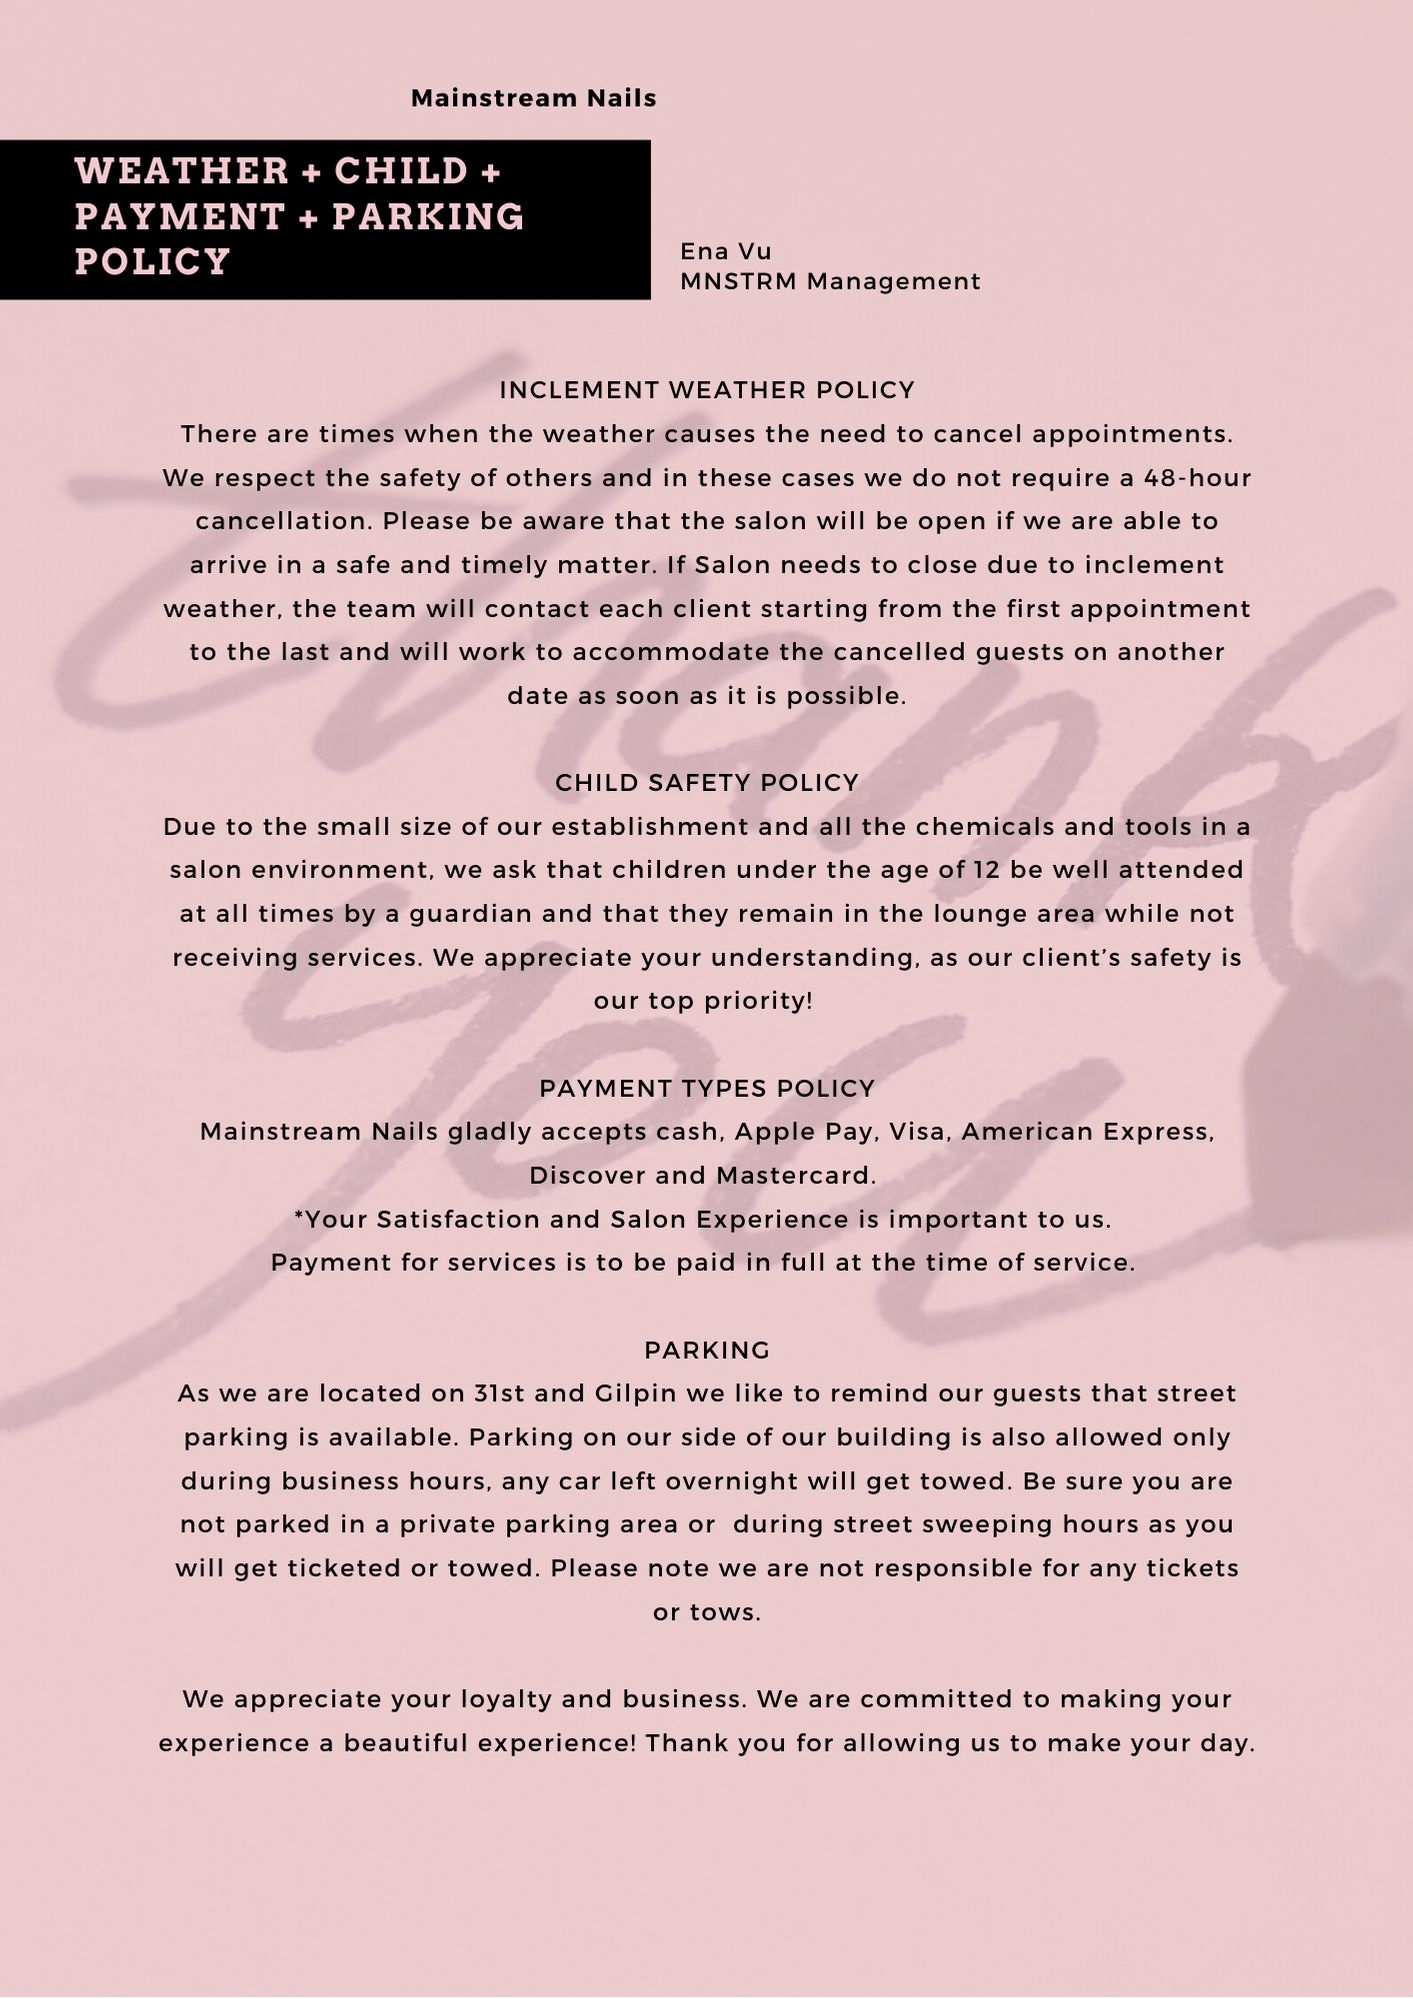 Mainstream Nails
WEATHER + CHILD +
PAYMENT + PARKING
POLICY
Ena Vu
MNSTRM Management
INCLEMENT WEATHER POLICY
There are times when the weather causes the need to cancel appointments.
We respect the safety of others and in these cases we do not require a 48-hour
cancellation. Please be aware that the salon will be open if we are able to
arrive in a safe and timely matter. If Salon needs to close due to inclement
weather, the team will contact each client starting from the first appointment
to the last and will work to accommodate the cancelled guests on another
date as soon as it is possible.
CHILD SAFETY POLICY
Due to the small size of our establishment and all the chemicals and tools in a
salon environment, we ask that children under the age of 12 be well attended
at all times by a guardian and that they remain in the lounge area while not
receiving services. We appreciate your understanding, as our client’s safety is
our top priority!
PAYMENT TYPES POLICY
Mainstream Nails gladly accepts cash, Apple Pay, Visa, American Express,
Discover and Mastercard.
*Your Satisfaction and Salon Experience is important to us.
Payment for services is to be paid in full at the time of service.
PARKING
As we are located on 31st and Gilpin we like to remind our guests that street
parking is available. Parking on our side of our building is also allowed only
during business hours, any car left overnight will get towed. Be sure you are
not parked in a private parking area or  during street sweeping hours as you
will get ticketed or towed. Please note we are not responsible for any tickets
or tows.
We appreciate your loyalty and business. We are committed to making your
experience a beautiful experience! Thank you for allowing us to make your day.
thank
you